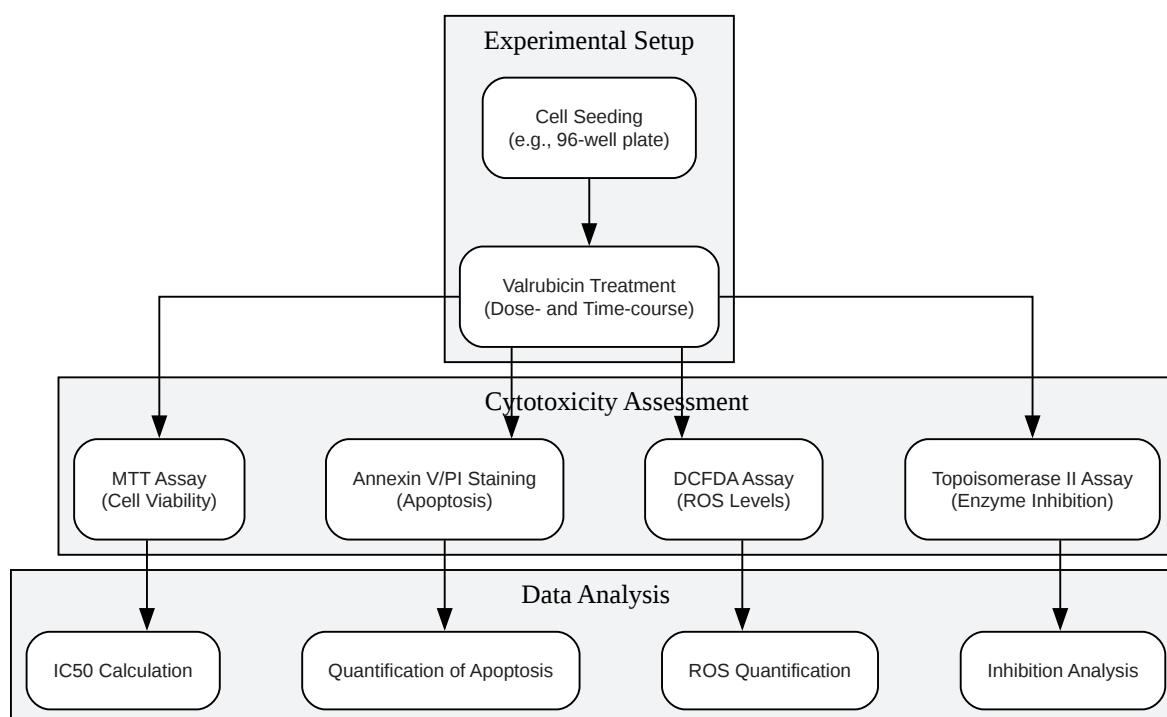 Experimental Setup
Cell Seeding
(e.g., 96-well plate)
Valrubicin Treatment
(Dose- and Time-course)
Cytotoxicity Assessment
MTT Assay
(Cell Viability)
Annexin V/PI Staining
(Apoptosis)
DCFDA Assay
(ROS Levels)
Topoisomerase II Assay
(Enzyme Inhibition)
Data Analysis
IC50 Calculation
Quantification of Apoptosis
ROS Quantification
Inhibition Analysis